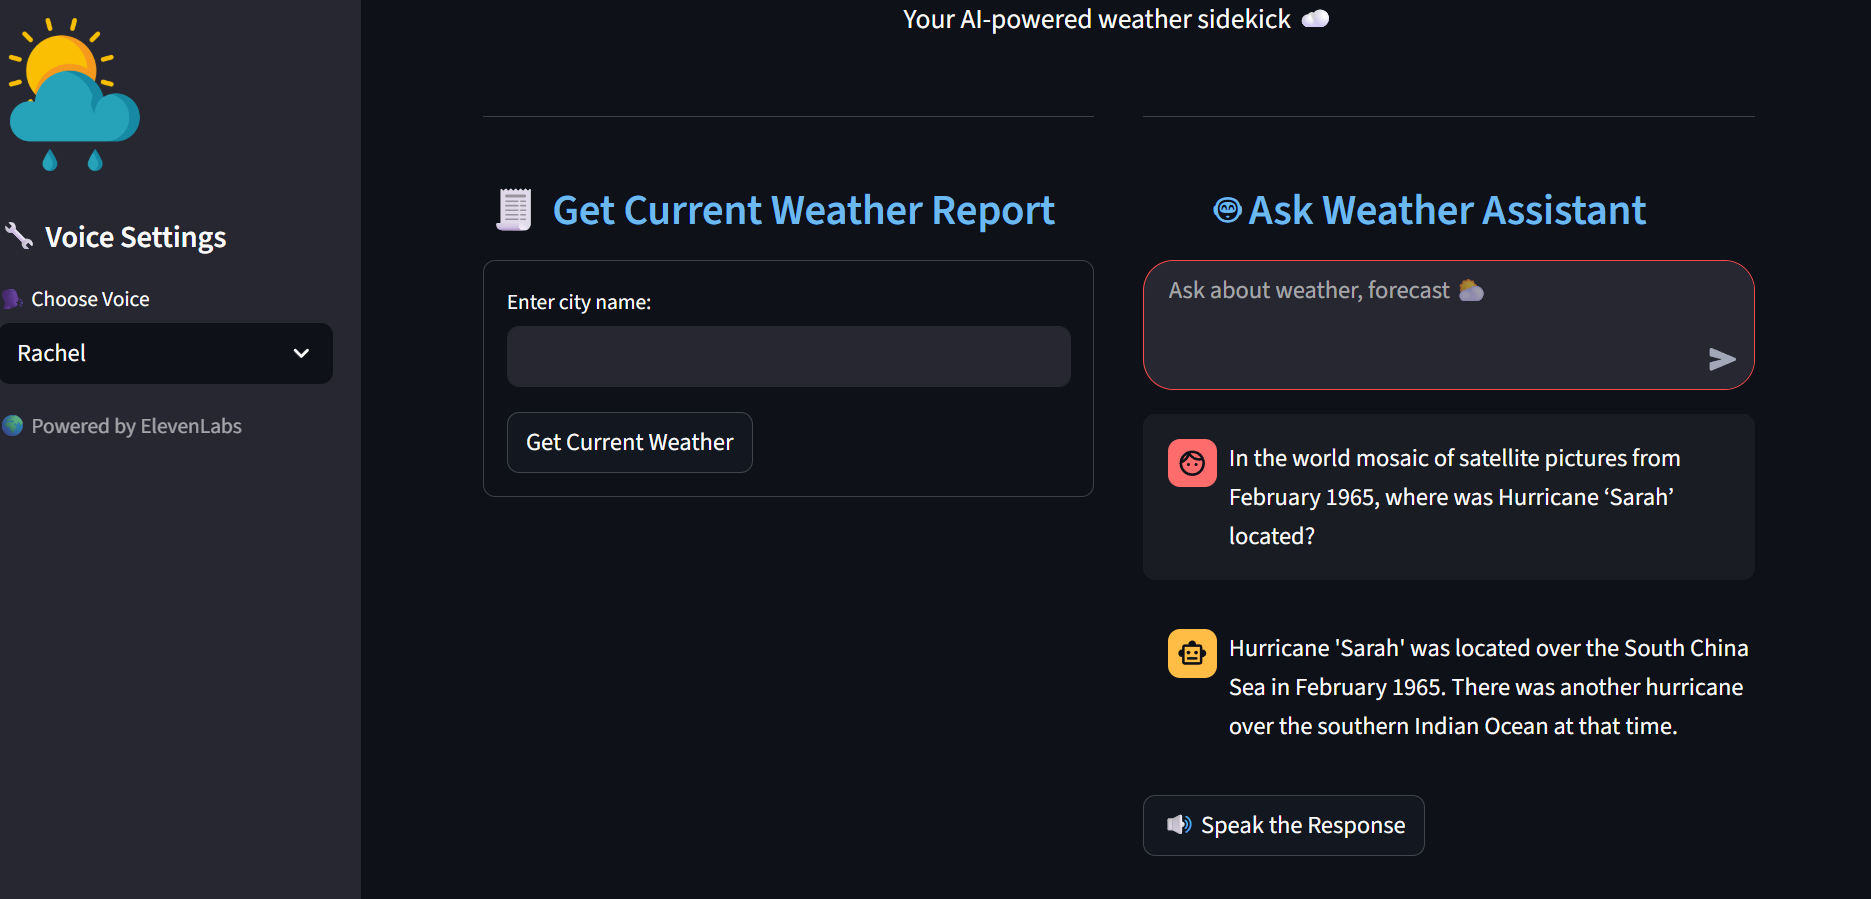 Your AI-powered weather sidekick
Voice Settings
Choose Voice
Rachel
Powered by ElevenLabs
Get Current Weather Report
Enter city name:
Get Current Weather
Ask Weather Assistant
Ask about weather, forecast
In the world mosaic of satellite pictures from
February 1965, where was Hurricane ‘Sarah’
located?
Hurricane 'Sarah' was located over the South China
Sea in February 1965. There was another hurricane
over the southern Indian Ocean at that time.
Speak the Response